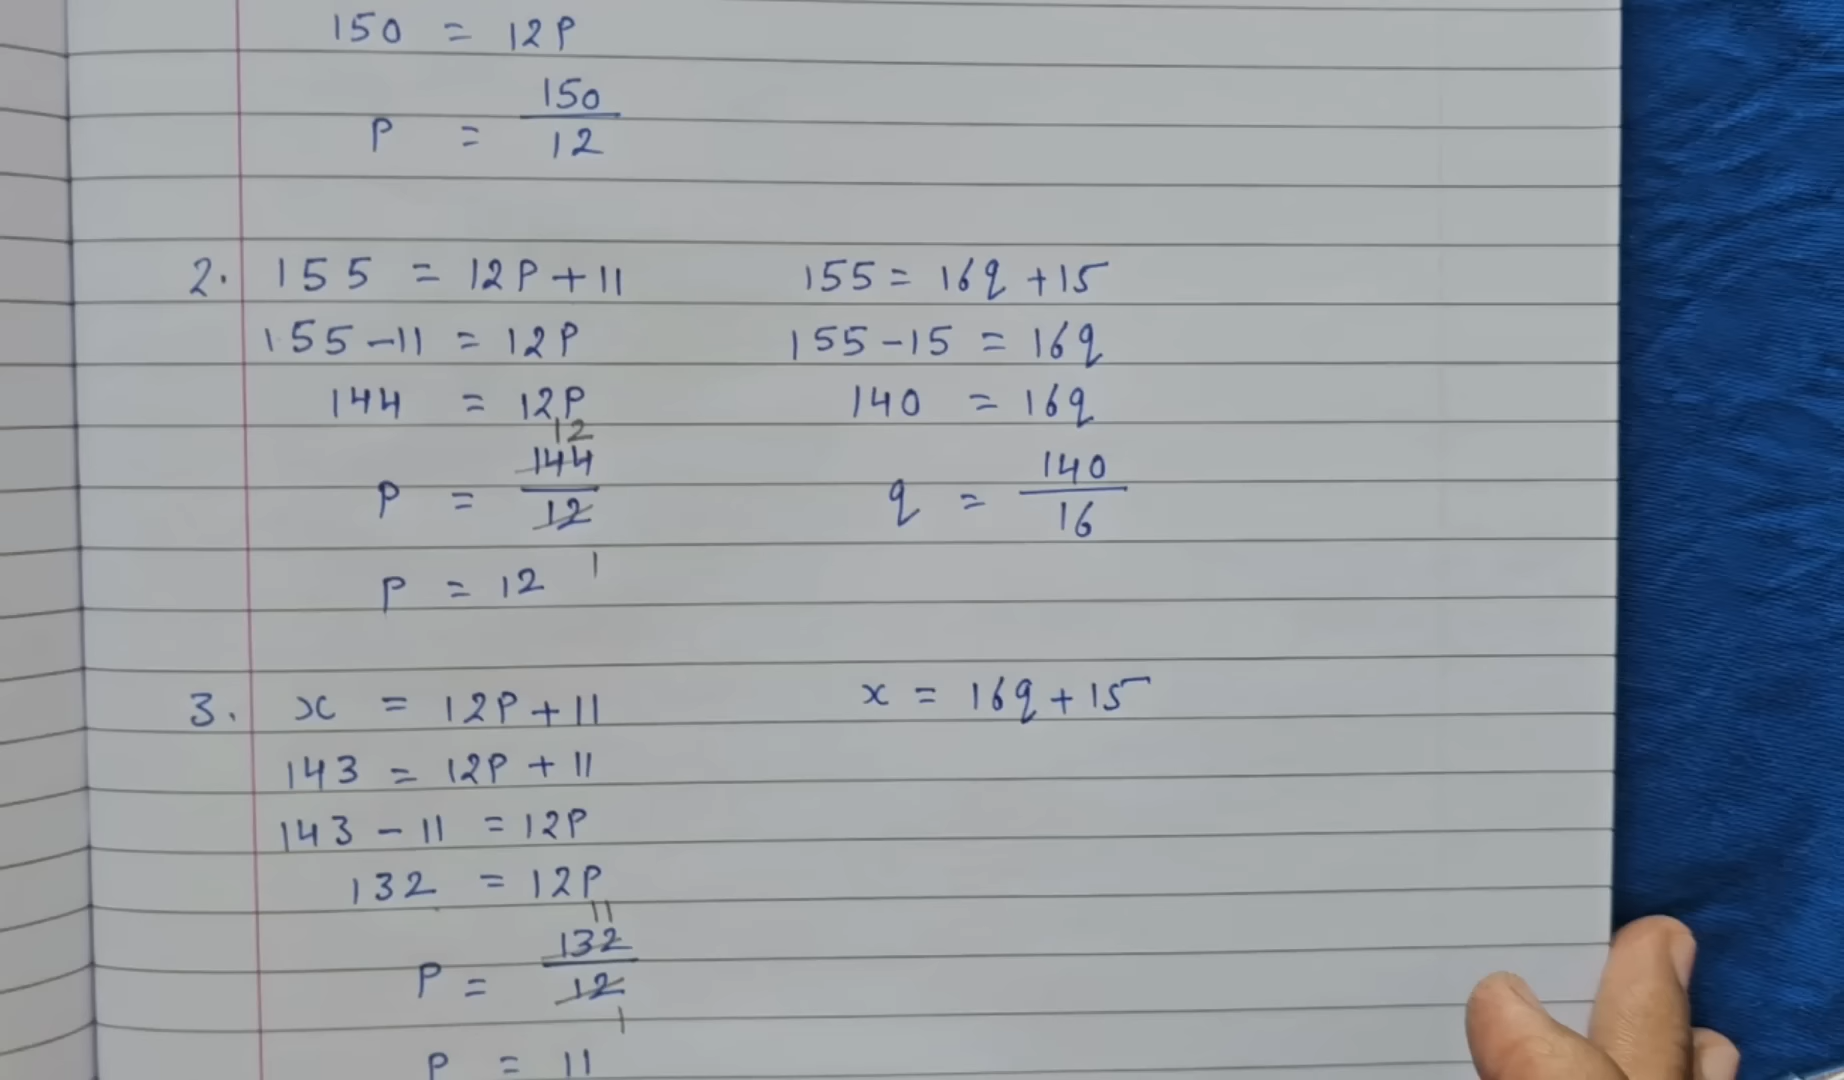 150 = 12P
P = 150/12
2. 155 = 12P + 11
155 - 11 = 12P
144 = 12P
12
P = 144/12
1
P = 12
155 = 16q + 15
155 - 15 = 16q
140 = 16q
q = 140/16
3. x = 12P + 11
143 = 12P + 11
143 - 11 = 12P
132 = 12P
11
P = 132/12
1
P = 11
x = 16q + 15